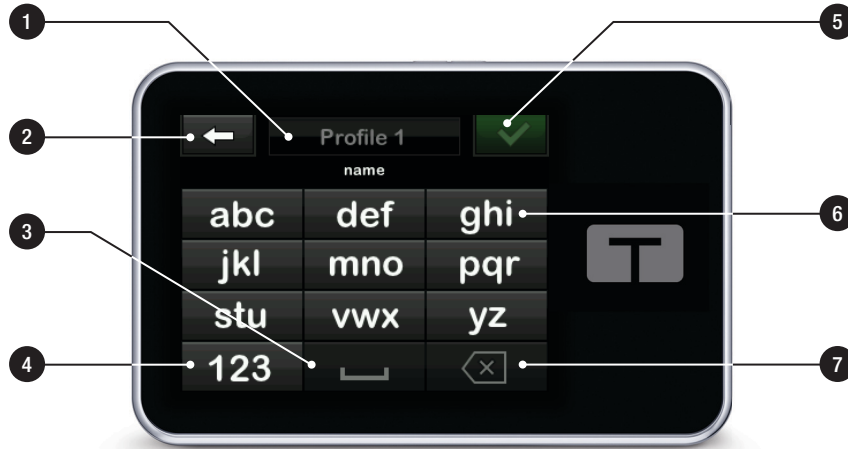 1
5
Profile 1
2
name
abc def ghi
6
3
jkl mno pqr
T
stu vwx yz
4
123
7